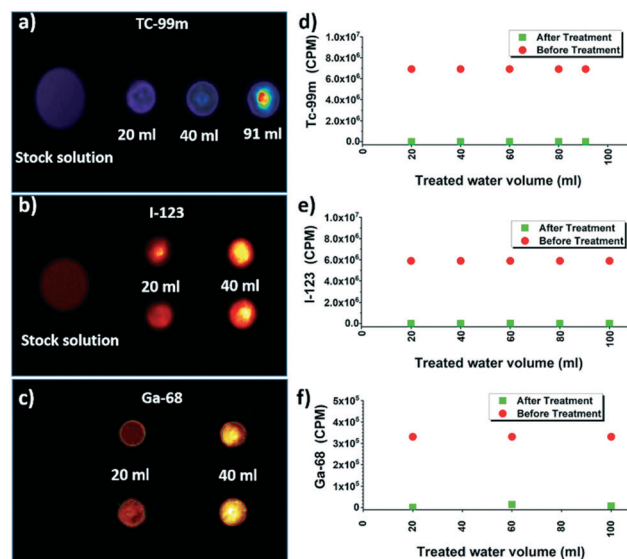 a)
TC-99m
20 ml
40 ml
91 ml
Stock solution
b)
I-123
20 ml
40 ml
Stock solution
c)
Ga-68
20 ml
40 ml
d)
After Treatment
Before Treatment
Tc-99m (CPM)
1.0x10⁷
8.0x10⁶
6.0x10⁶
4.0x10⁶
2.0x10⁶
0.0
0 20 40 60 80 100
Treated water volume (ml)
e)
After Treatment
Before Treatment
I-123 (CPM)
1.0x10⁷
8.0x10⁶
6.0x10⁶
4.0x10⁶
2.0x10⁶
0.0
0 20 40 60 80 100
Treated water volume (ml)
f)
After Treatment
Before Treatment
Ga-68 (CPM)
5x10⁵
4x10⁵
3x10⁵
2x10⁵
1x10⁵
0
0 20 40 60 80 100
Treated water volume (ml)